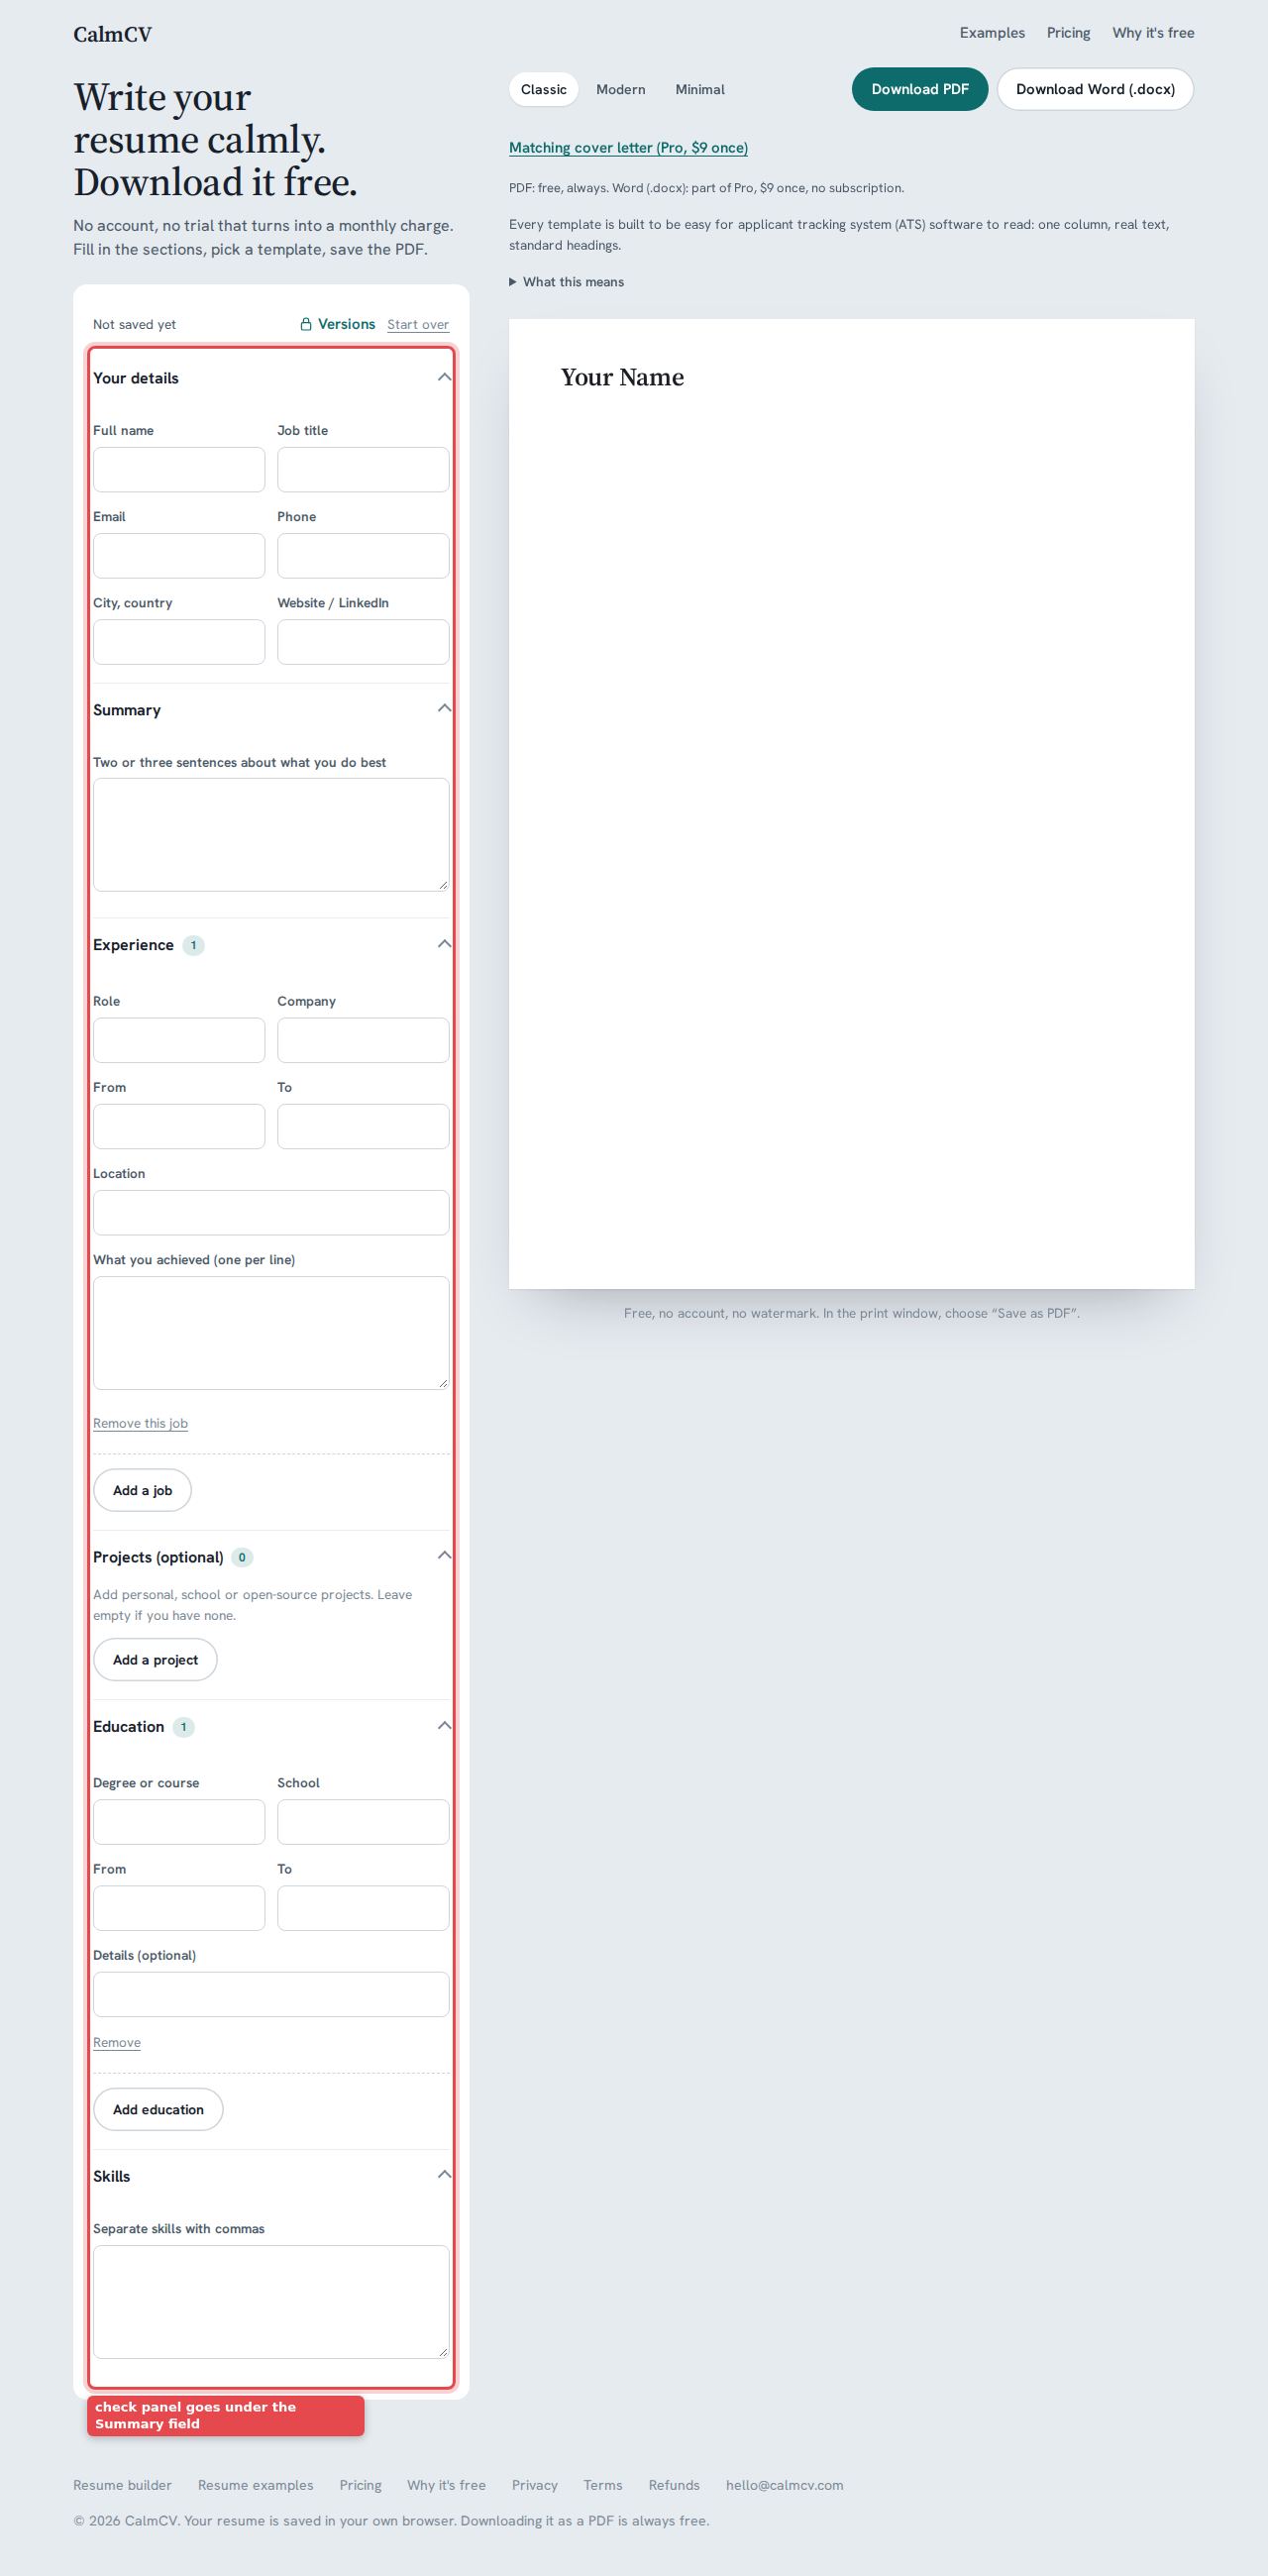 CalmCV
Examples Pricing Why it's free
Write your
resume calmly.
Download it free.
No account, no trial that turns into a monthly charge.
Fill in the sections, pick a template, save the PDF.
Not saved yet Versions Start over
Your details
Full name Job title
Email Phone
City, country Website / LinkedIn
Summary
Two or three sentences about what you do best
Experience 1
Role Company
From To
Location
What you achieved (one per line)
Remove this job
Add a job
Projects (optional) 0
Add personal, school or open-source projects. Leave
empty if you have none.
Add a project
Education 1
Degree or course School
From To
Details (optional)
Remove
Add education
Skills
Separate skills with commas
check panel goes under the
Summary field
Classic Modern Minimal Download PDF Download Word (.docx)
Matching cover letter (Pro, $9 once)
PDF: free, always. Word (.docx): part of Pro, $9 once, no subscription.
Every template is built to be easy for applicant tracking system (ATS) software to read: one column, real text,
standard headings.
What this means
Your Name
Free, no account, no watermark. In the print window, choose “Save as PDF”.
Resume builder Resume examples Pricing Why it's free Privacy Terms Refunds hello@calmcv.com
© 2026 CalmCV. Your resume is saved in your own browser. Downloading it as a PDF is always free.